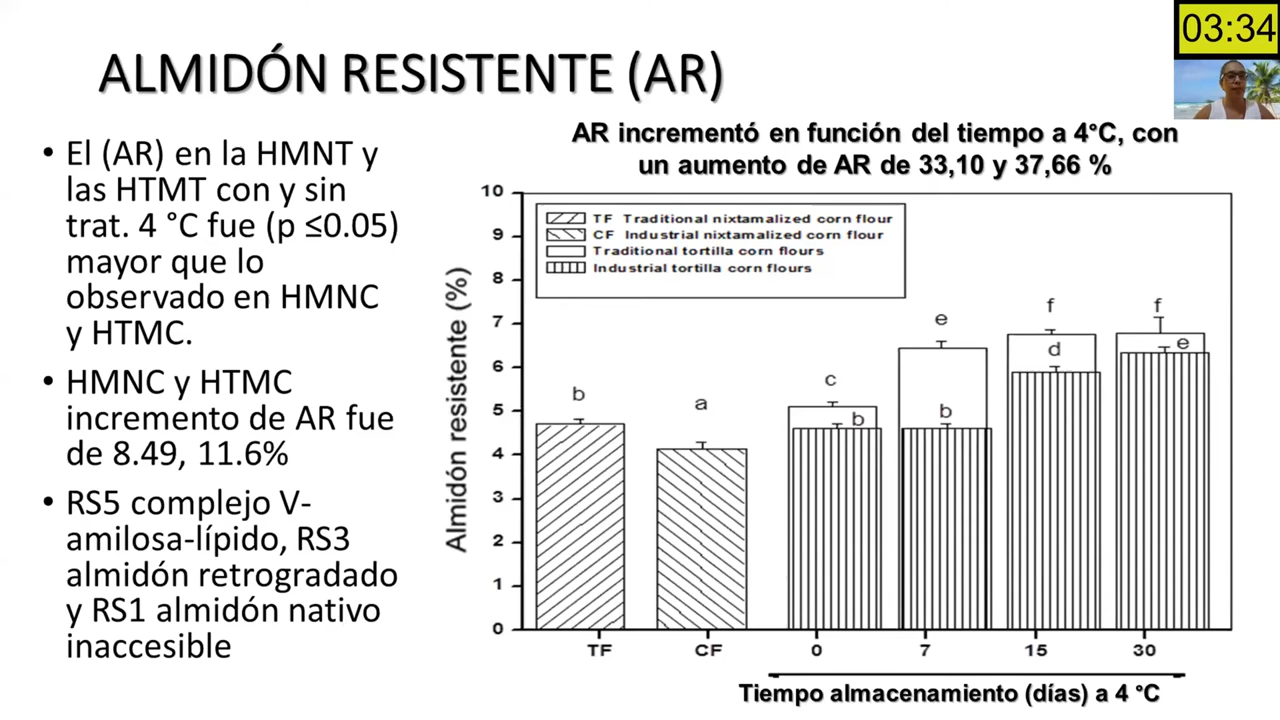 03:34
ALMIDÓN RESISTENTE (AR)
• El (AR) en la HMNT y
las HTMT con y sin
trat. 4 °C fue (p ≤0.05)
mayor que lo
observado en HMNC
y HTMC.
• HMNC y HTMC
incremento de AR fue
de 8.49, 11.6%
• RS5 complejo V-
amilosa-lípido, RS3
almidón retrogradado
y RS1 almidón nativo
inaccesible
AR incrementó en función del tiempo a 4°C, con
un aumento de AR de 33,10 y 37,66 %
TF Traditional nixtamalized corn flour
CF Industrial nixtamalized corn flour
Traditional tortilla corn flours
Industrial tortilla corn flours
Almidón resistente (%)
10
9
8
7
6
5
4
3
2
1
0
b
a
c
b
e
b
f
d
f
e
TF CF 0 7 15 30
Tiempo almacenamiento (días) a 4 °C